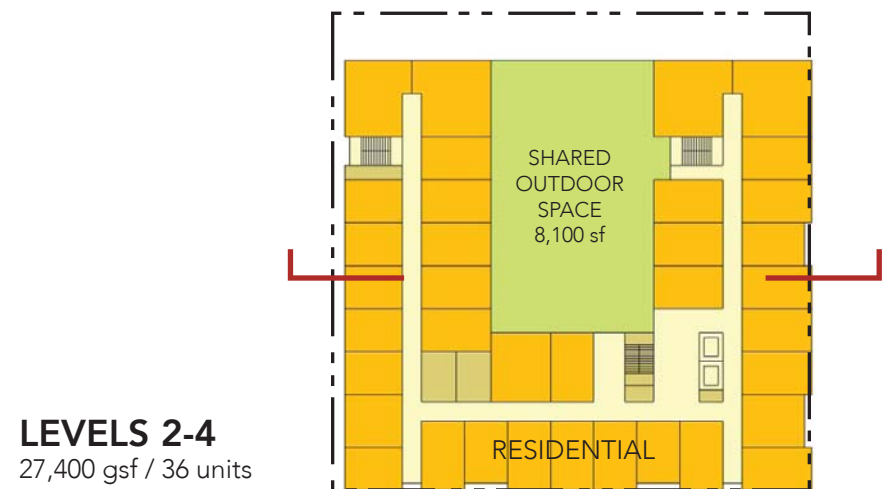 SHARED
OUTDOOR
SPACE
8,100 sf
RESIDENTIAL
LEVELS 2-4
27,400 gsf / 36 units